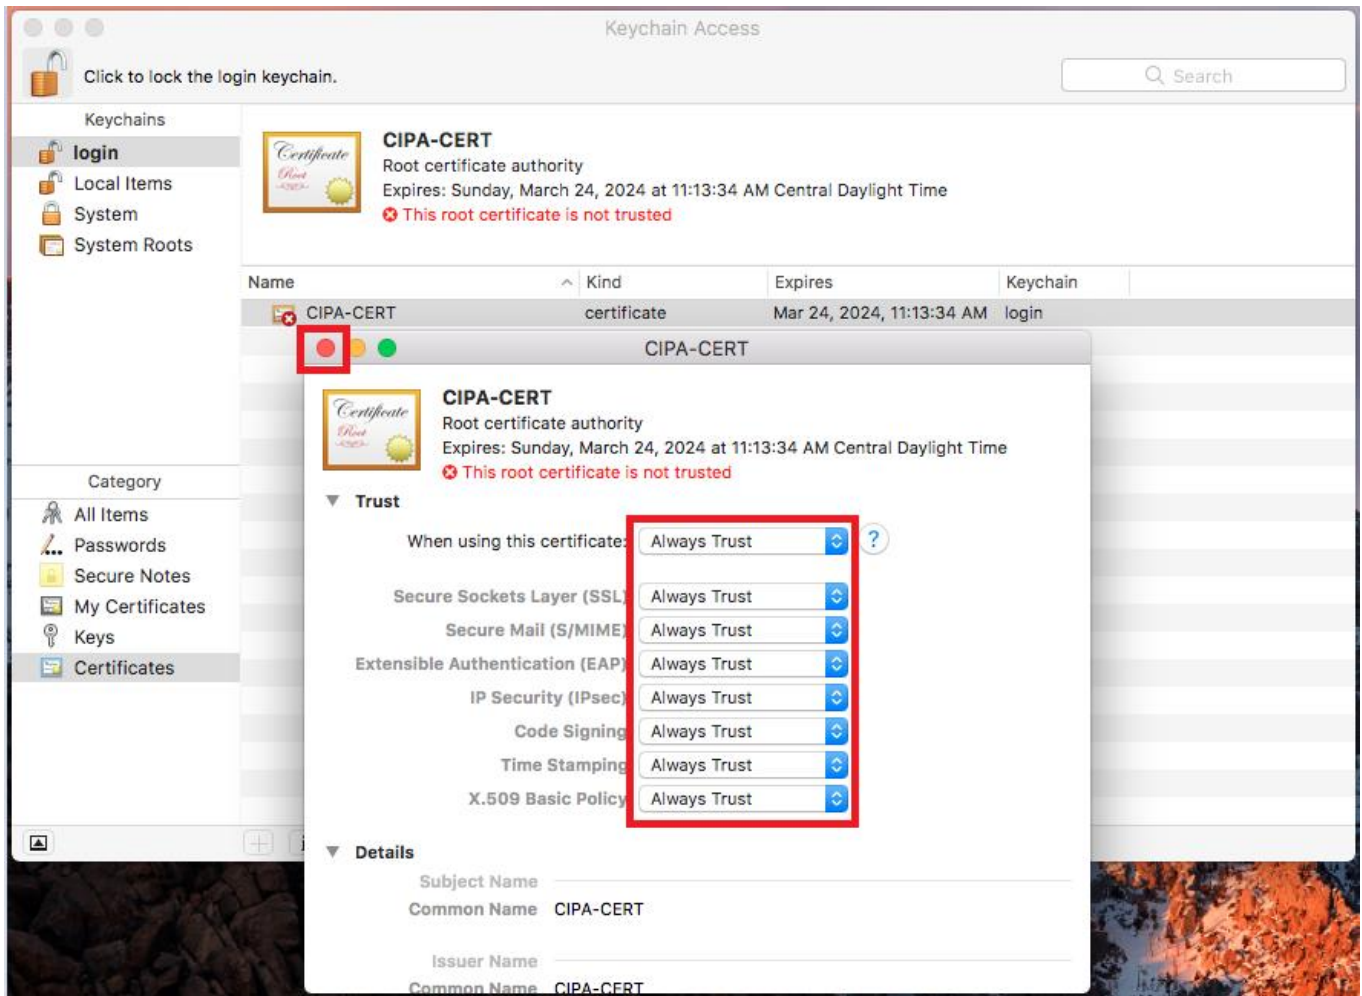 Keychain Access
Click to lock the login keychain.
Search
Keychains
login
Local Items
System
System Roots
Certificate
Root
CIPA-CERT
Root certificate authority
Expires: Sunday, March 24, 2024 at 11:13:34 AM Central Daylight Time
This root certificate is not trusted
Name Kind Expires Keychain
CIPA-CERT certificate Mar 24, 2024, 11:13:34 AM login
CIPA-CERT
Certificate
Root
CIPA-CERT
Root certificate authority
Expires: Sunday, March 24, 2024 at 11:13:34 AM Central Daylight Time
This root certificate is not trusted
Category
All Items
Passwords
Secure Notes
My Certificates
Keys
Certificates
Trust
When using this certificate: Always Trust ?
Secure Sockets Layer (SSL) Always Trust
Secure Mail (S/MIME) Always Trust
Extensible Authentication (EAP) Always Trust
IP Security (IPsec) Always Trust
Code Signing Always Trust
Time Stamping Always Trust
X.509 Basic Policy Always Trust
Details
Subject Name
Common Name CIPA-CERT
Issuer Name
Common Name CIPA-CERT